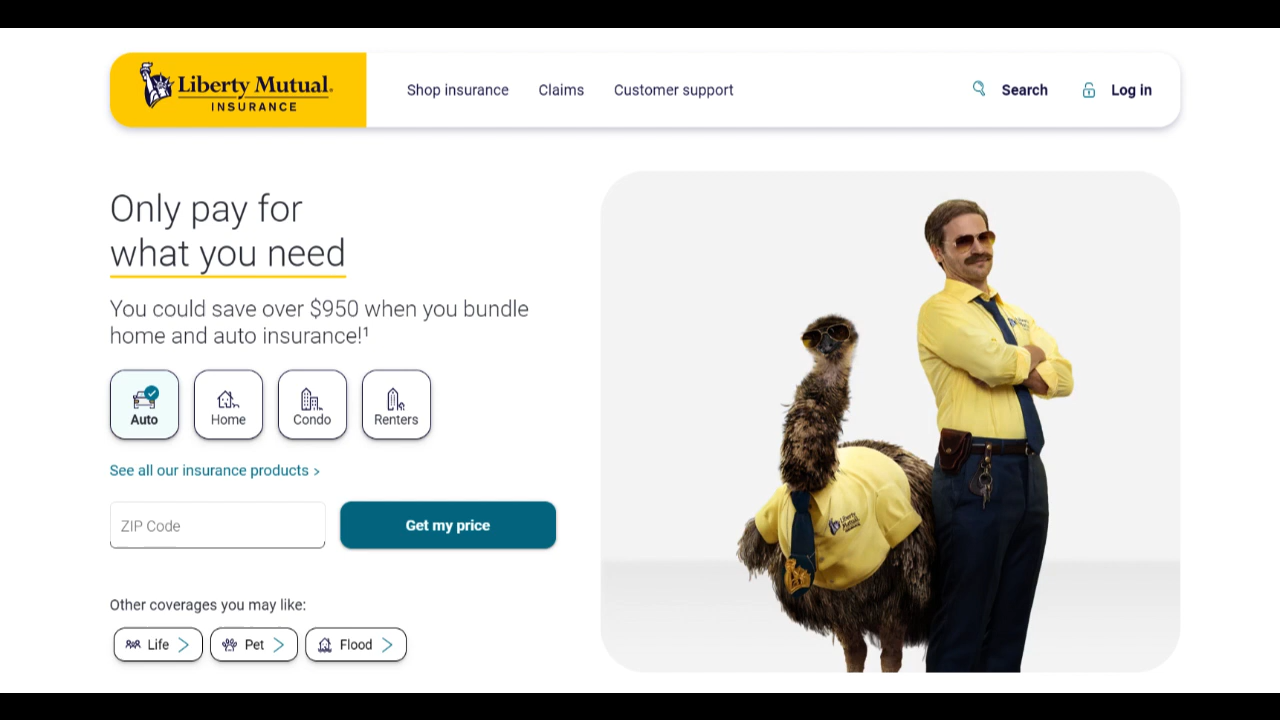 Liberty Mutual.
INSURANCE
Shop insurance
Claims
Customer support
Search
Log in
Only pay for
what you need
You could save over $950 when you bundle
home and auto insurance!¹
Auto
Home
Condo
Renters
See all our insurance products >
ZIP Code
Get my price
Other coverages you may like:
Life
Pet
Flood
Liberty
Mutual